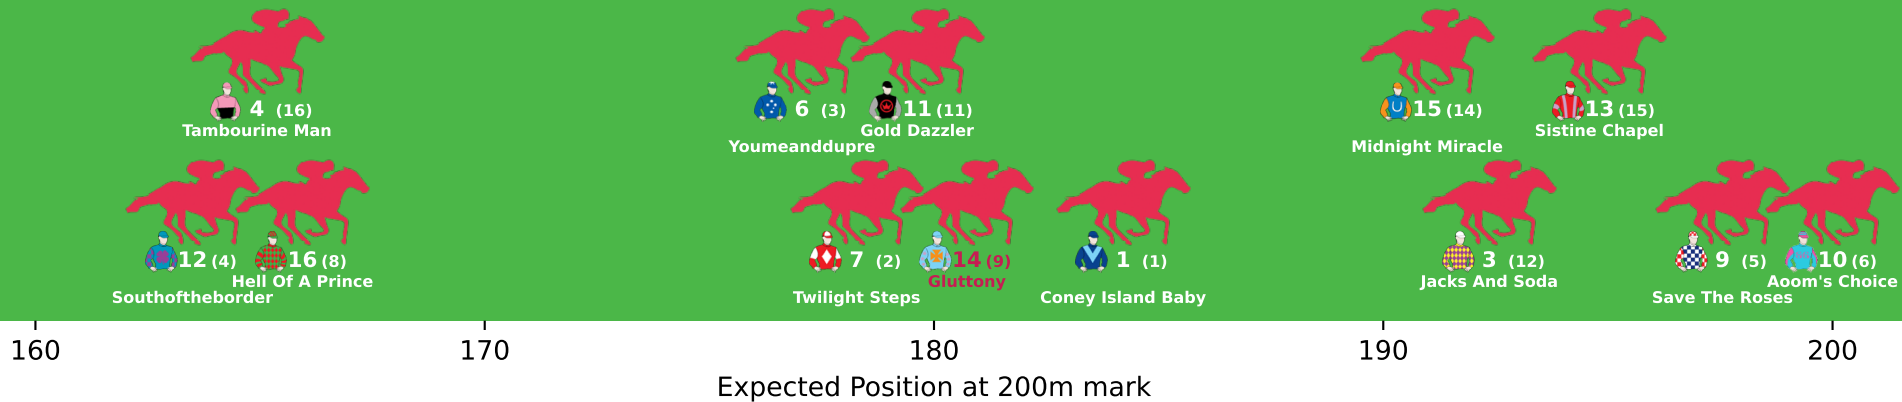 4 (16)
Tambourine Man
6 (3)
Youmeanddupre
11 (11)
Gold Dazzler
15 (14)
Midnight Miracle
13 (15)
Sistine Chapel
12 (4)
Southoftheborder
16 (8)
Hell Of A Prince
7 (2)
Twilight Steps
14 (9)
Gluttony
1 (1)
Coney Island Baby
3 (12)
Jacks And Soda
9 (5)
Save The Roses
10 (6)
Aoom's Choice
160 170 180 190 200
Expected Position at 200m mark